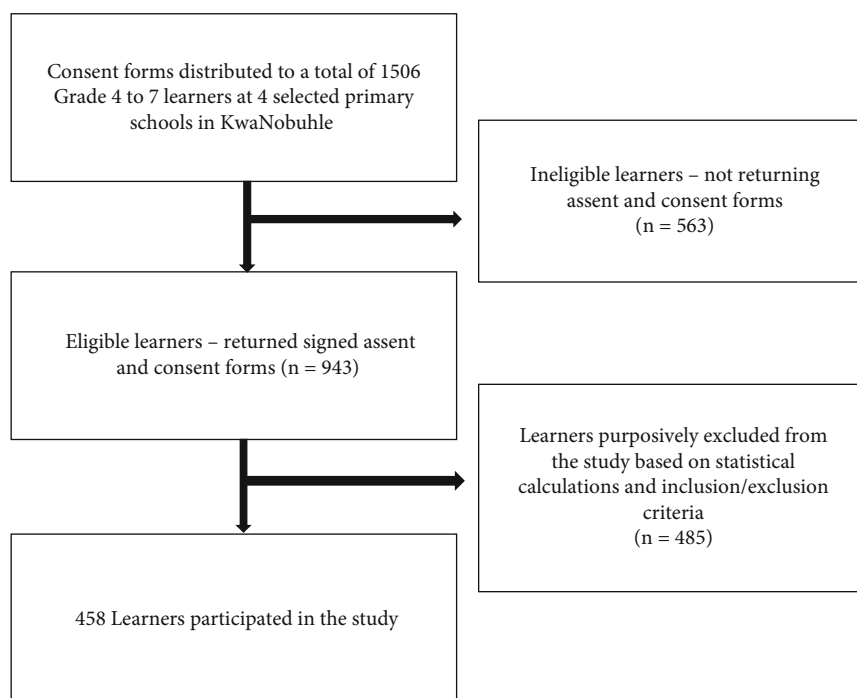 Consent forms distributed to a total of 1506
Grade 4 to 7 learners at 4 selected primary
schools in KwaNobuhle
Ineligible learners – not returning
assent and consent forms
(n = 563)
Eligible learners – returned signed assent
and consent forms (n = 943)
Learners purposively excluded from
the study based on statistical
calculations and inclusion/exclusion
criteria
(n = 485)
458 Learners participated in the study